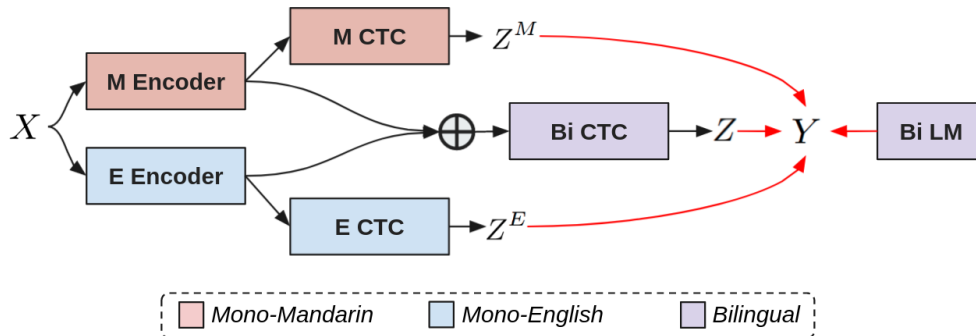 M CTC
Z^M
M Encoder
X
Bi CTC
Z
Y
Bi LM
E Encoder
E CTC
Z^E
Mono-Mandarin Mono-English Bilingual